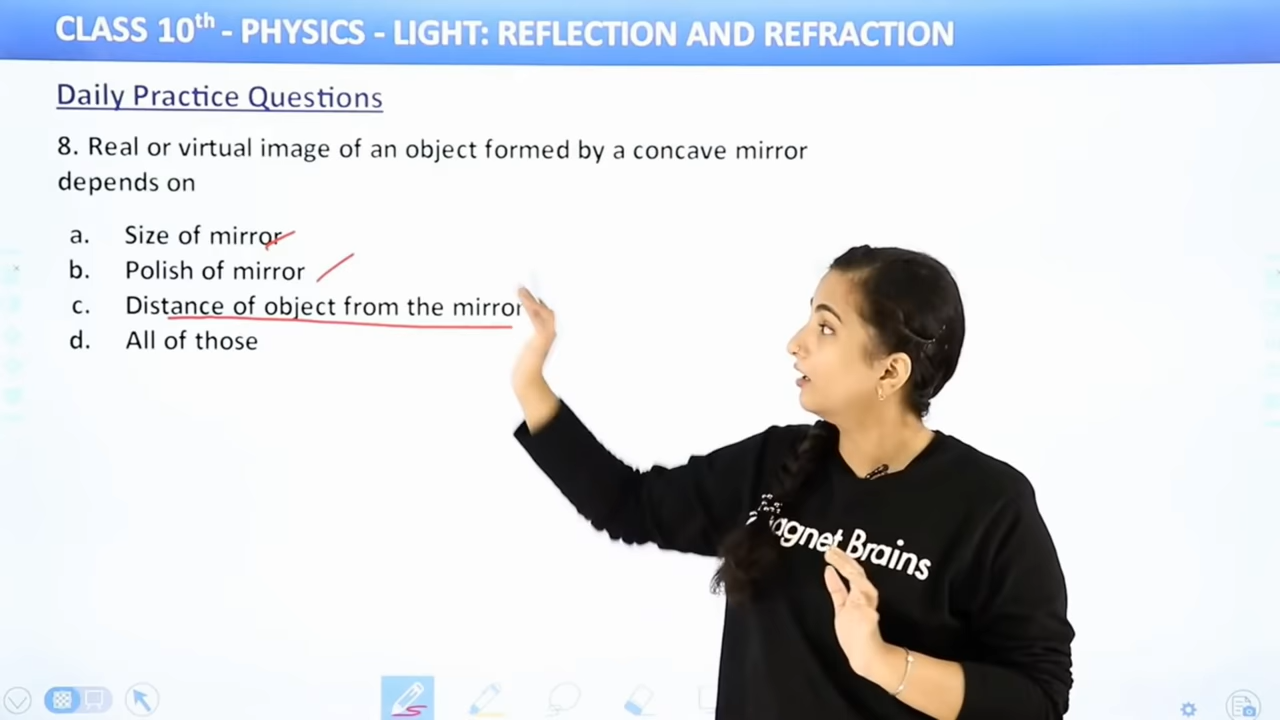 CLASS 10th - PHYSICS - LIGHT: REFLECTION AND REFRACTION
Daily Practice Questions
8. Real or virtual image of an object formed by a concave mirror
depends on
a. Size of mirror
b. Polish of mirror
c. Distance of object from the mirror
d. All of those
Magnet Brains